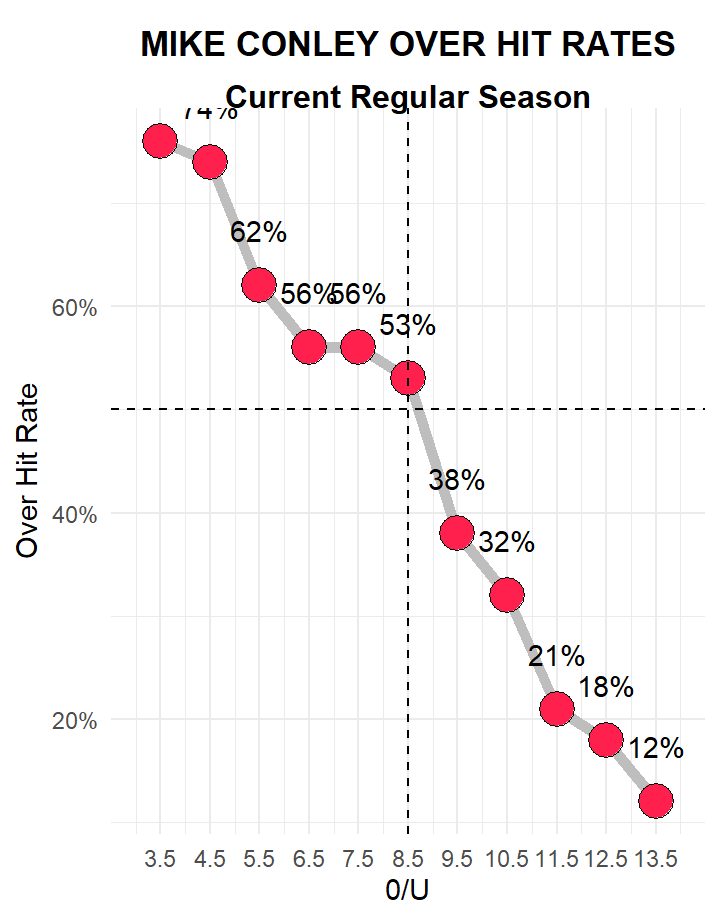 MIKE CONLEY OVER HIT RATES
Current Regular Season
74%
62%
56%
56%
53%
38%
32%
21%
18%
12%
60%
40%
20%
Over Hit Rate
3.5 4.5 5.5 6.5 7.5 8.5 9.5 10.5 11.5 12.5 13.5
0/U